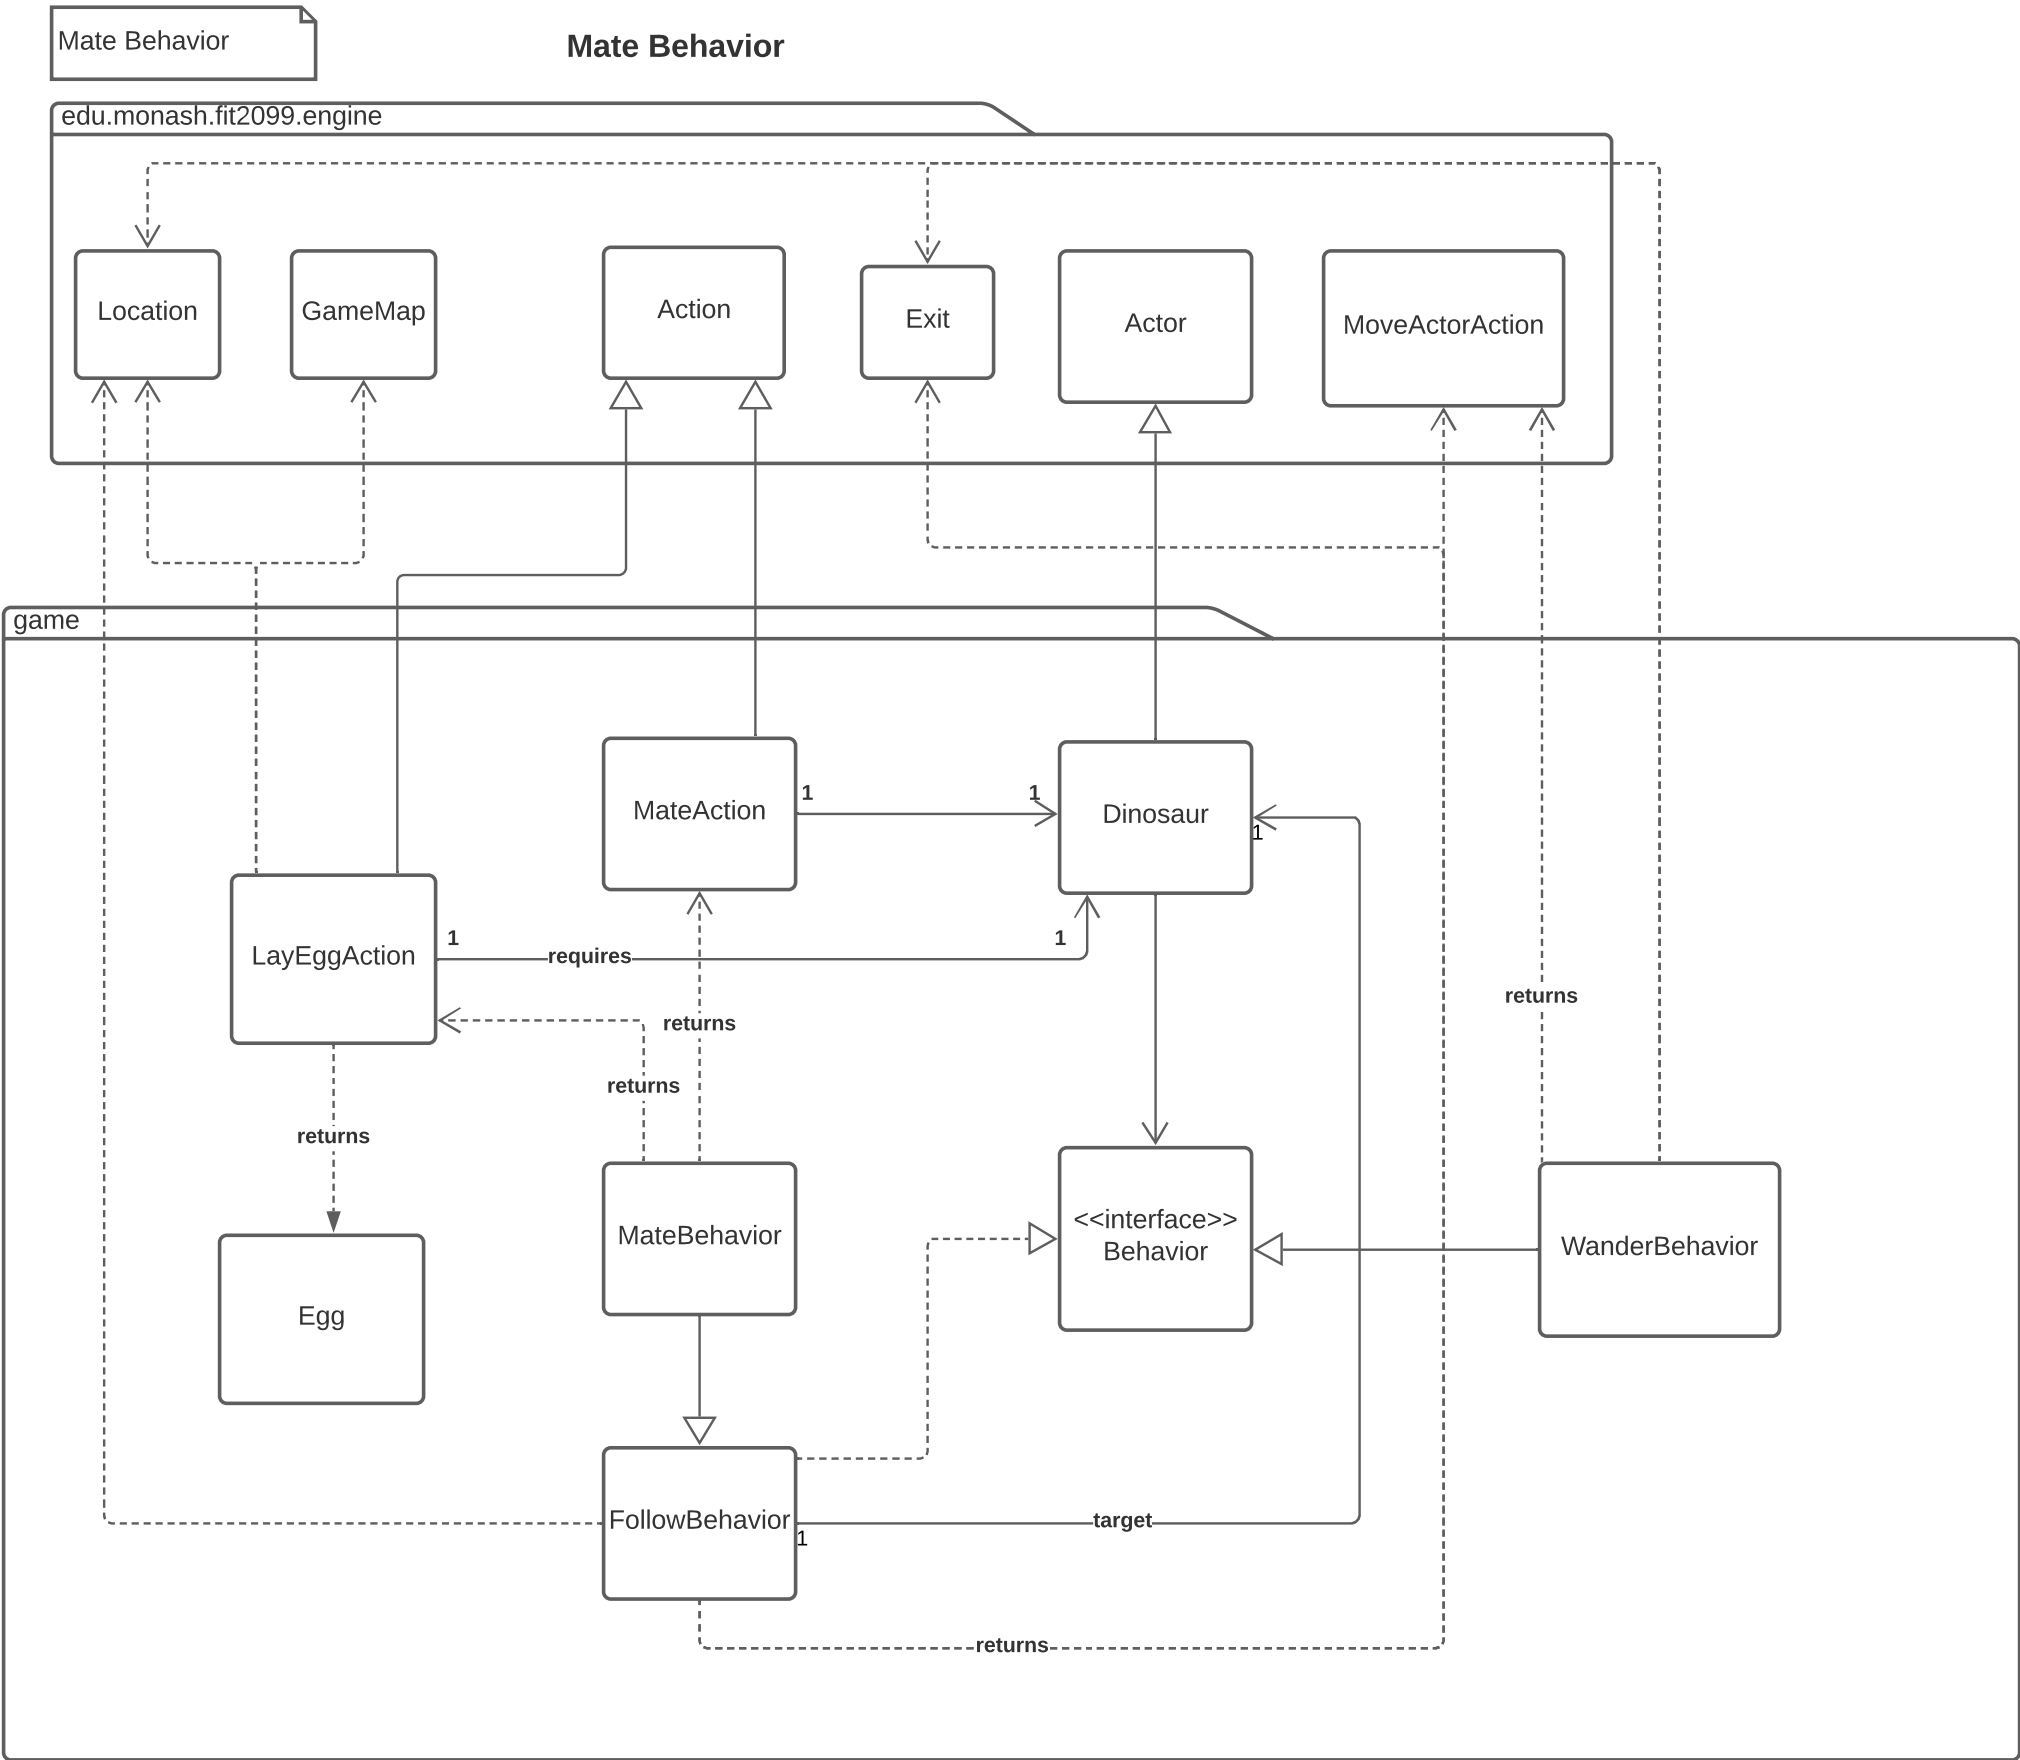 Mate Behavior
Mate Behavior
edu.monash.fit2099.engine
Location
GameMap
Action
Exit
Actor
MoveActorAction
game
MateAction
1
1
Dinosaur
1
LayEggAction
1
requires
1
returns
returns
returns
returns
MateBehavior
<<interface>>
Behavior
WanderBehavior
Egg
FollowBehavior
1
target
returns